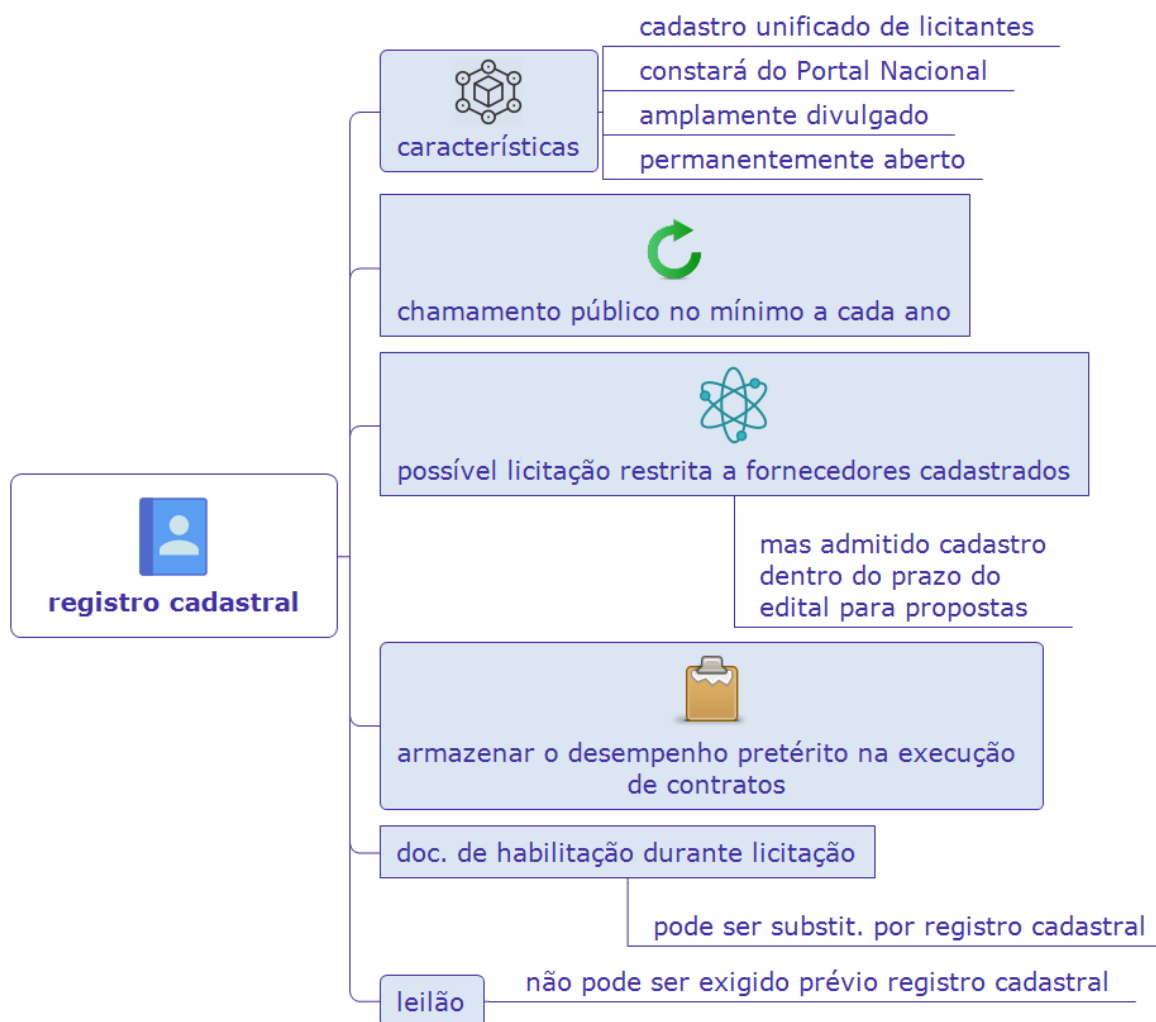 registro cadastral
características
cadastro unificado de licitantes
constará do Portal Nacional
amplamente divulgado
permanentemente aberto
chamamento público no mínimo a cada ano
possível licitação restrita a fornecedores cadastrados
mas admitido cadastro
dentro do prazo do
edital para propostas
armazenar o desempenho pretérito na execução
de contratos
doc. de habilitação durante licitação
pode ser substit. por registro cadastral
leilão
não pode ser exigido prévio registro cadastral